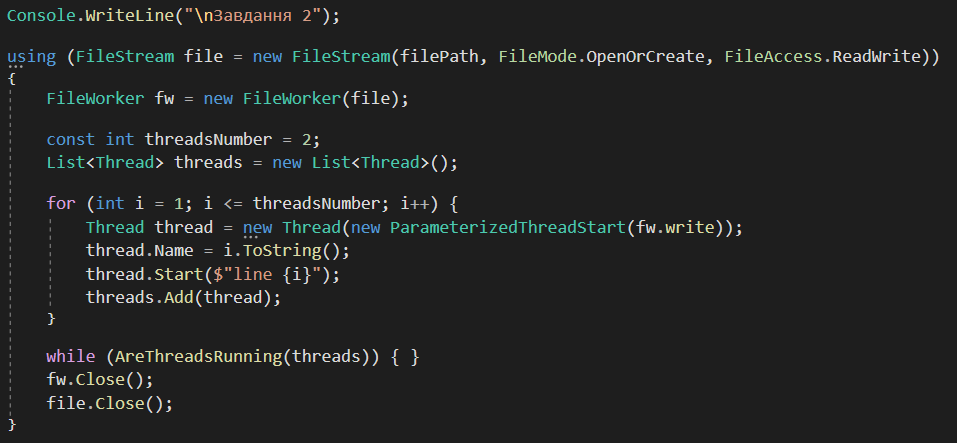 Console.WriteLine("\nЗавдання 2");
using (FileStream file = new FileStream(filePath, FileMode.OpenOrCreate, FileAccess.ReadWrite))
{
FileWorker fw = new FileWorker(file);
const int threadsNumber = 2;
List<Thread> threads = new List<Thread>();
for (int i = 1; i <= threadsNumber; i++) {
Thread thread = new Thread(new ParameterizedThreadStart(fw.write));
thread.Name = i.ToString();
thread.Start($"line {i}");
threads.Add(thread);
}
while (AreThreadsRunning(threads)) { }
fw.Close();
file.Close();
}